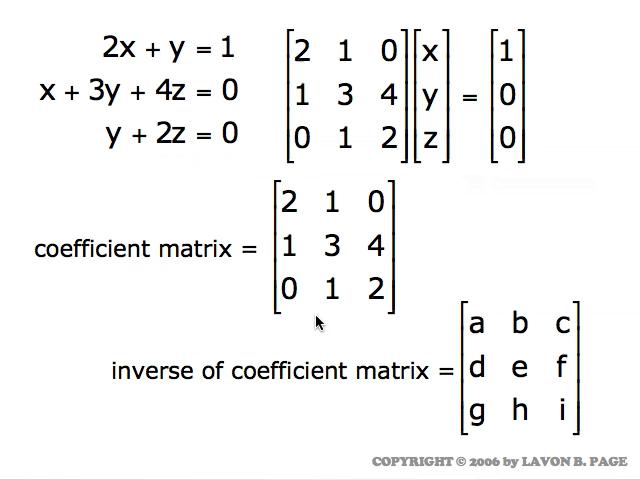 2x + y = 1
x + 3y + 4z = 0
y + 2z = 0
2 1 0 x 1
1 3 4 y = 0
0 1 2 z 0
2 1 0
coefficient matrix = 1 3 4
0 1 2
a b c
inverse of coefficient matrix = d e f
g h i
COPYRIGHT © 2006 by LAVON B. PAGE